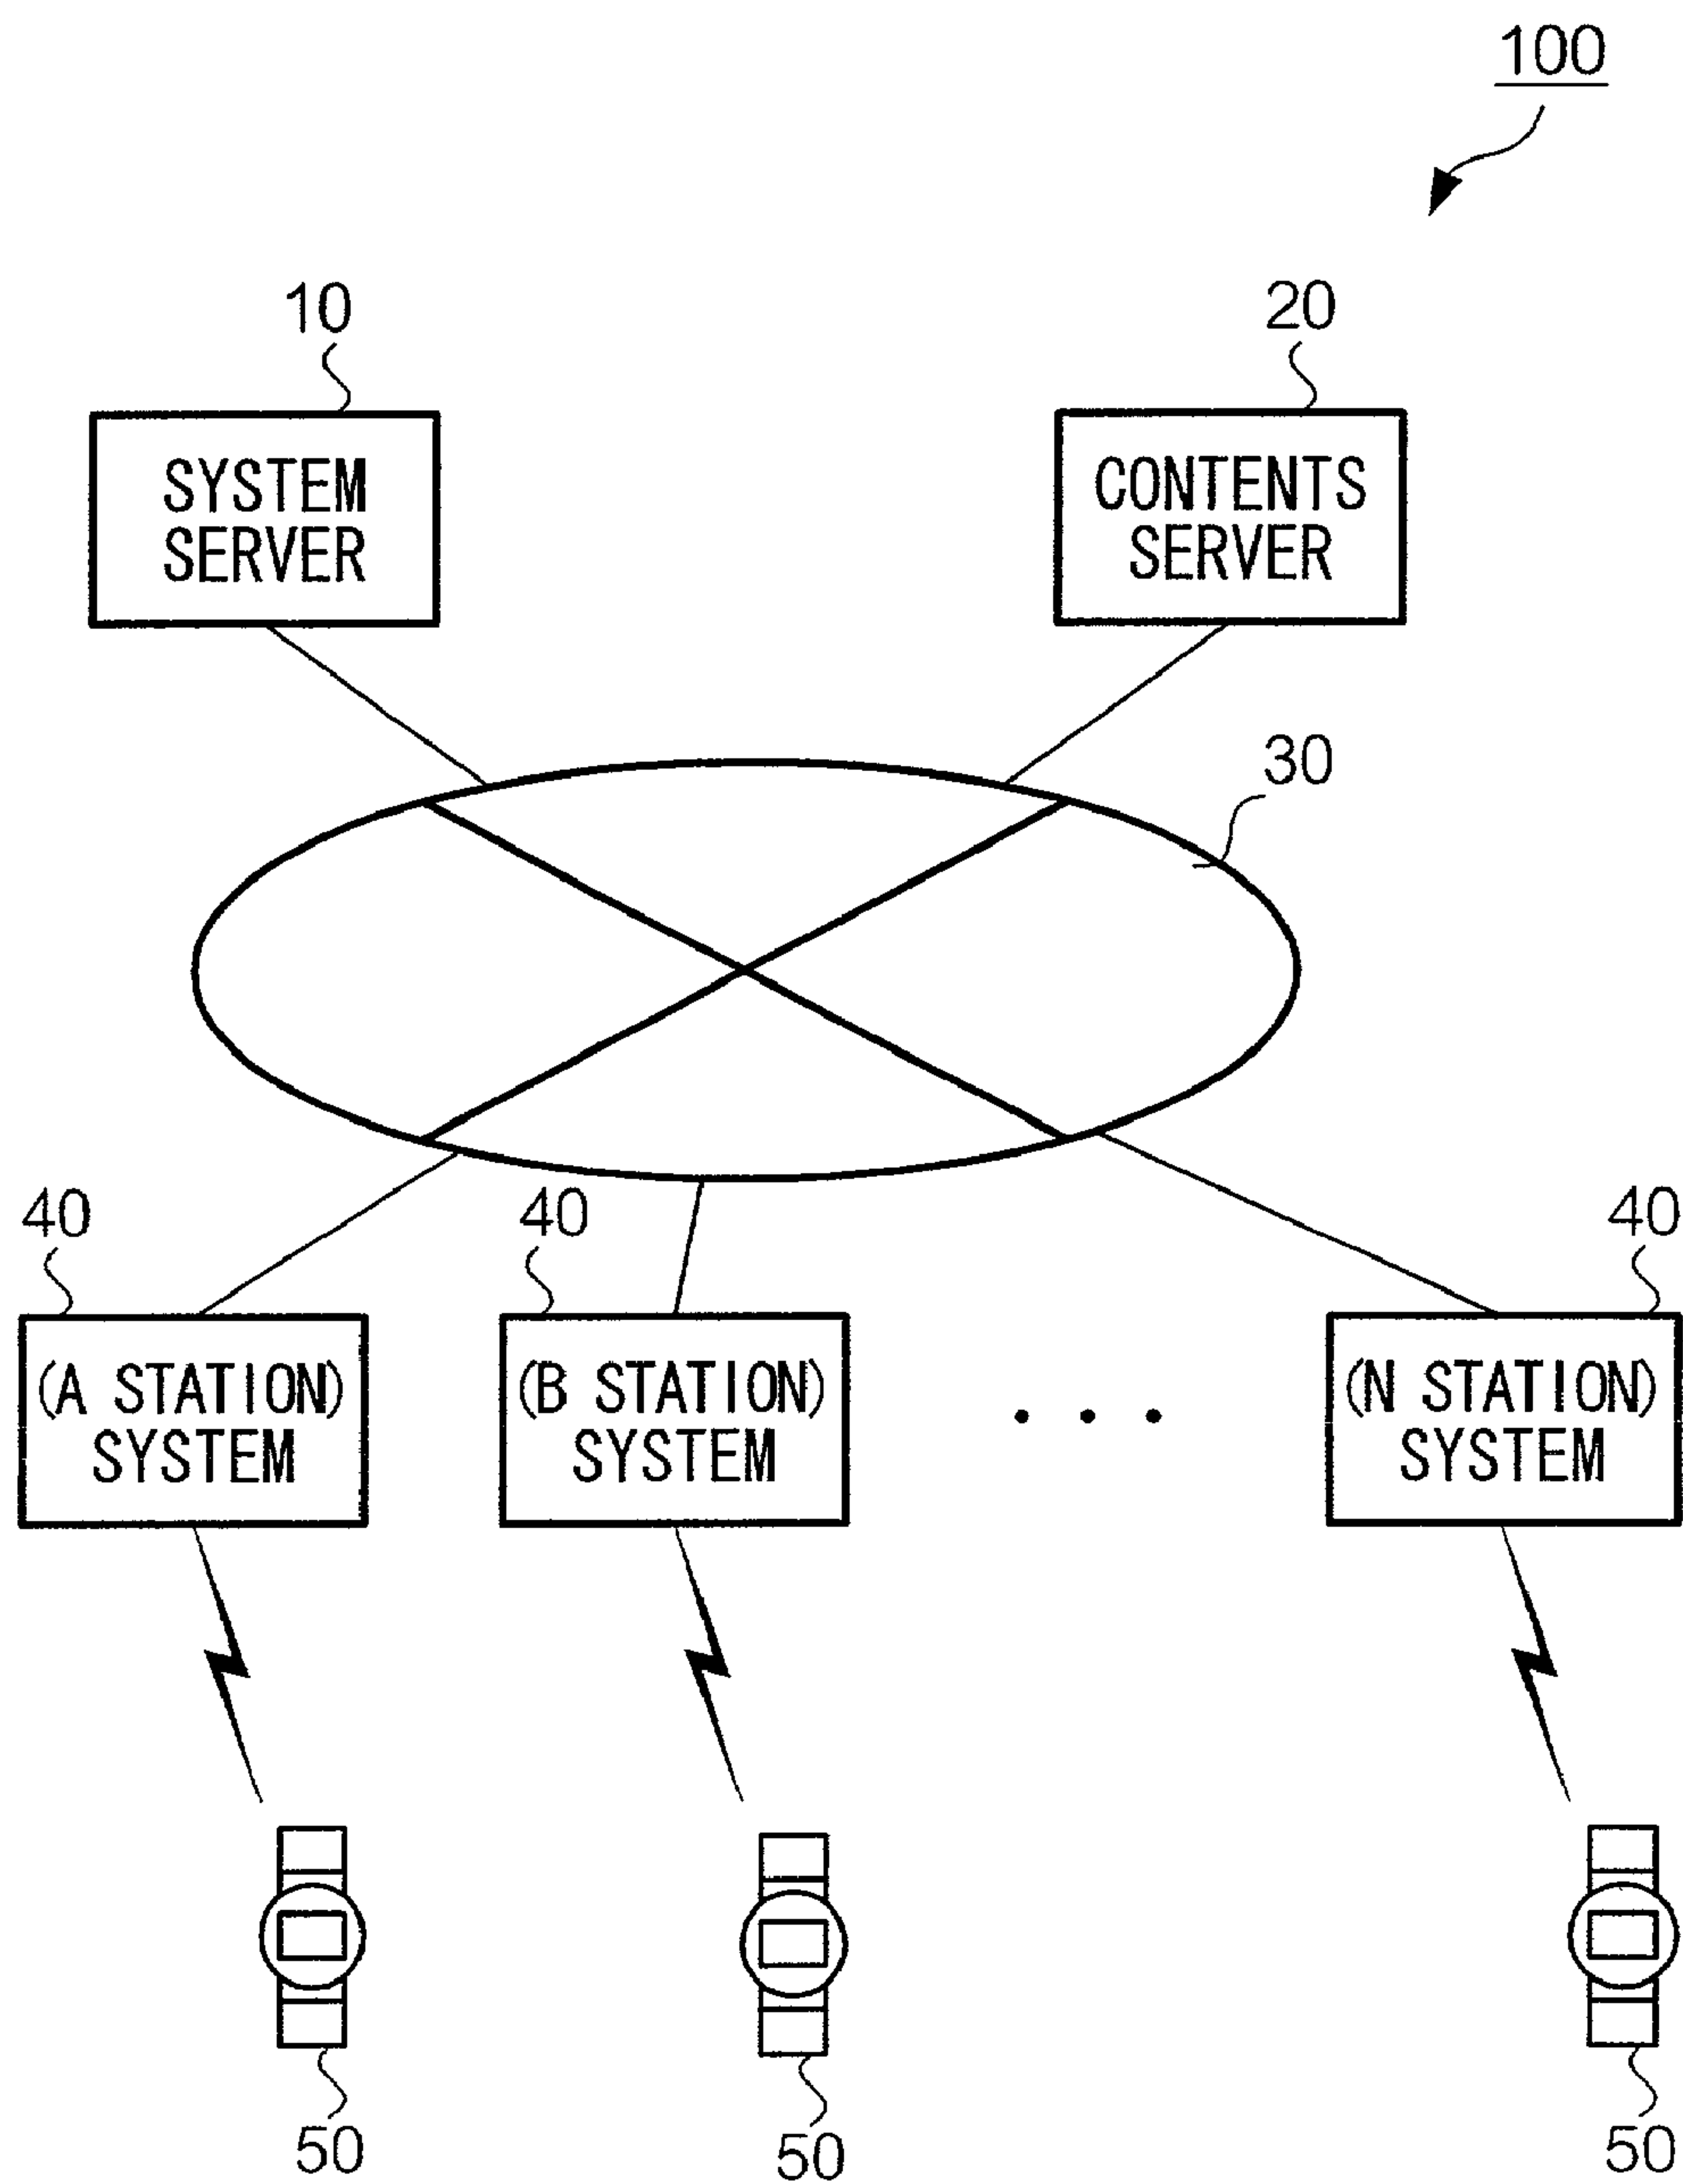 100
10
20
SYSTEM
SERVER
CONTENTS
SERVER
30
40
40
40
(A STATION)
SYSTEM
(B STATION)
SYSTEM
• • •
(N STATION)
SYSTEM
50
50
50